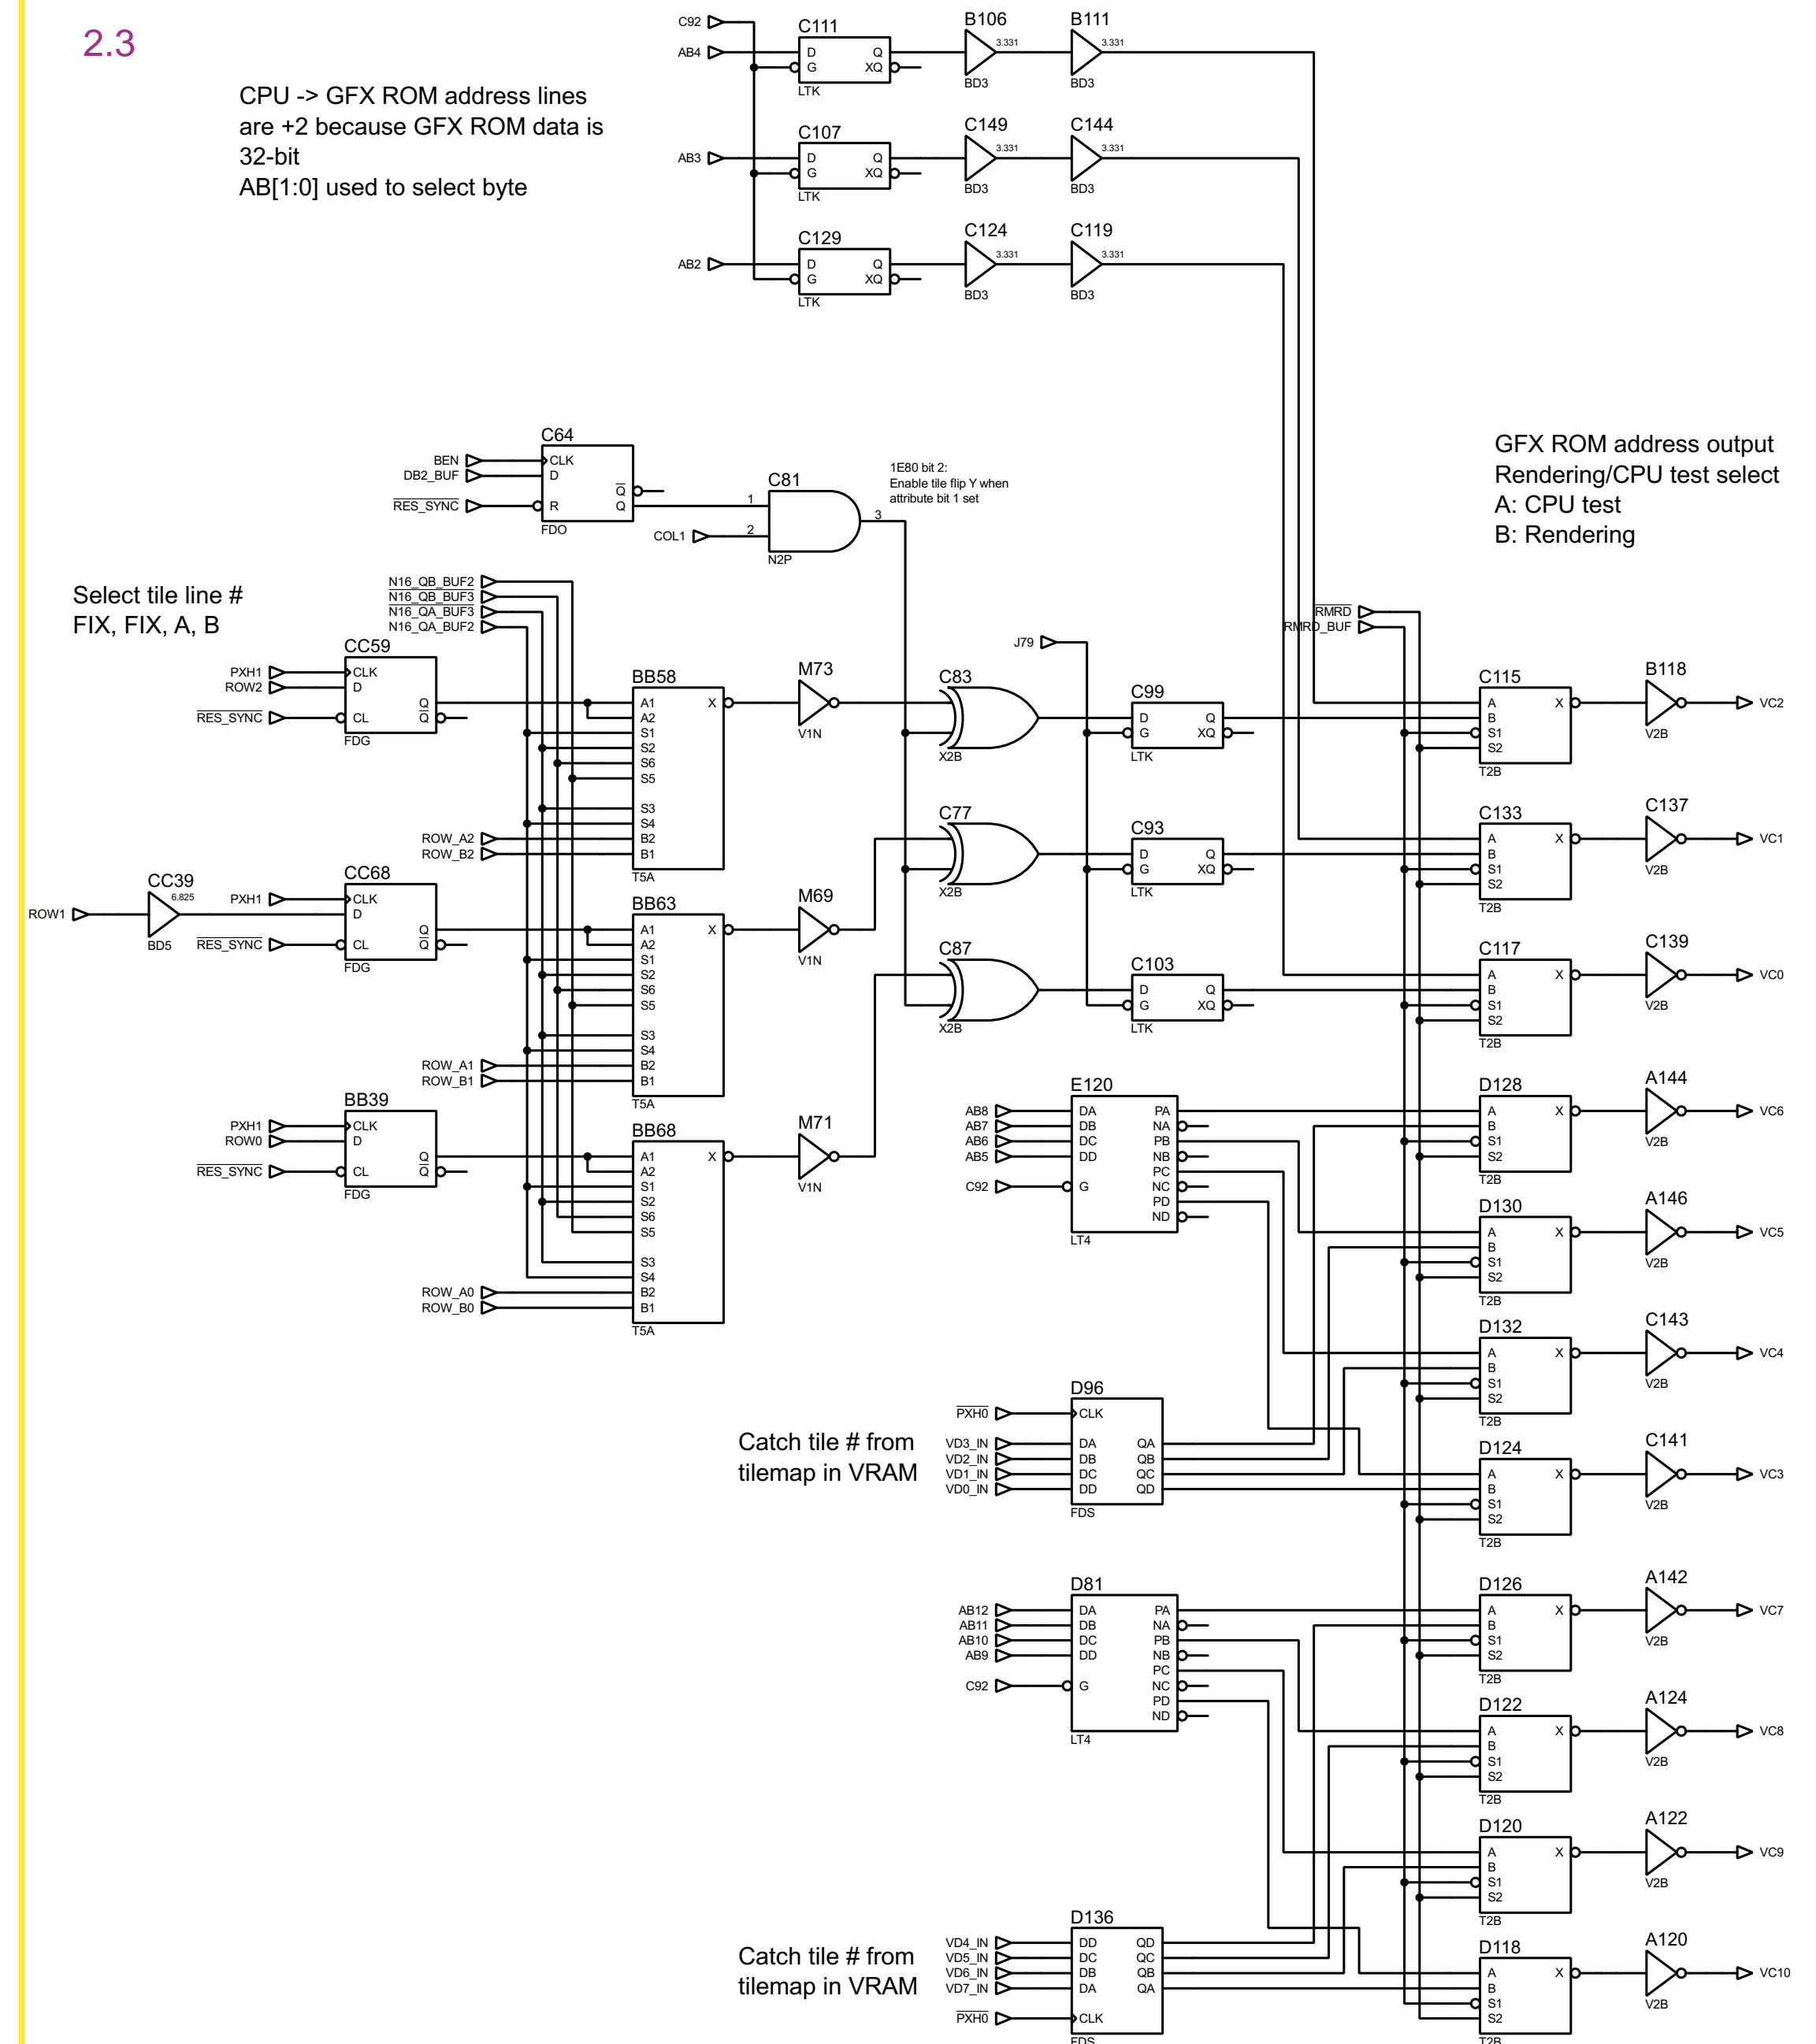 2.3
CPU -> GFX ROM address lines
are +2 because GFX ROM data is
32-bit
AB[1:0] used to select byte
C92
AB4
C111
D
G
Q
XQ
LTK
B106
3.331
BD3
B111
3.331
BD3
AB3
C107
D
G
Q
XQ
LTK
C149
3.331
BD3
C144
3.331
BD3
AB2
C129
D
G
Q
XQ
LTK
C124
3.331
BD3
C119
3.331
BD3
GFX ROM address output
Rendering/CPU test select
A: CPU test
B: Rendering
BEN
DB2_BUF
RES_SYNC
C64
CLK
D
R
Q
Q
FDO
COL1
C81
1
2
3
N2P
1E80 bit 2:
Enable tile flip Y when
attribute bit 1 set
Select tile line #
FIX, FIX, A, B
N16_QB_BUF2
N16_QB_BUF3
N16_QA_BUF3
N16_QA_BUF2
RMRD
RMRD_BUF
J79
PXH1
ROW2
RES_SYNC
CC59
CLK
D
CL
Q
Q
FDG
ROW_A2
ROW_B2
BB58
A1
A2
S1
S2
S6
S5
S3
S4
B2
B1
X
T5A
M73
V1N
C83
X2B
C99
D
G
Q
XQ
LTK
C115
A
B
S1
S2
X
T2B
B118
V2B
VC2
ROW1
CC39
6.825
BD5
PXH1
RES_SYNC
CC68
CLK
D
CL
Q
Q
FDG
ROW_A1
ROW_B1
BB63
A1
A2
S1
S2
S6
S5
S3
S4
B2
B1
X
T5A
M69
V1N
C77
X2B
C93
D
G
Q
XQ
LTK
C133
A
B
S1
S2
X
T2B
C137
V2B
VC1
PXH1
ROW0
RES_SYNC
BB39
CLK
D
CL
Q
Q
FDG
ROW_A0
ROW_B0
BB68
A1
A2
S1
S2
S6
S5
S3
S4
B2
B1
X
T5A
M71
V1N
C87
X2B
C103
D
G
Q
XQ
LTK
C117
A
B
S1
S2
X
T2B
C139
V2B
VC0
AB8
AB7
AB6
AB5
C92
E120
DA
DB
DC
DD
G
PA
NA
PB
NB
PC
NC
PD
ND
LT4
D128
A
B
S1
S2
X
T2B
A144
V2B
VC6
D130
A
B
S1
S2
X
T2B
A146
V2B
VC5
D132
A
B
S1
S2
X
T2B
C143
V2B
VC4
Catch tile # from
tilemap in VRAM
PXH0
VD3_IN
VD2_IN
VD1_IN
VD0_IN
D96
CLK
DA
DB
DC
DD
QA
QB
QC
QD
FDS
D124
A
B
S1
S2
X
T2B
C141
V2B
VC3
AB12
AB11
AB10
AB9
C92
D81
DA
DB
DC
DD
G
PA
NA
PB
NB
PC
NC
PD
ND
LT4
D126
A
B
S1
S2
X
T2B
A142
V2B
VC7
D122
A
B
S1
S2
X
T2B
A124
V2B
VC8
D120
A
B
S1
S2
X
T2B
A122
V2B
VC9
Catch tile # from
tilemap in VRAM
VD4_IN
VD5_IN
VD6_IN
VD7_IN
PXH0
D136
DD
DC
DB
DA
CLK
QD
QC
QB
QA
FDS
D118
A
B
S1
S2
X
T2B
A120
V2B
VC10